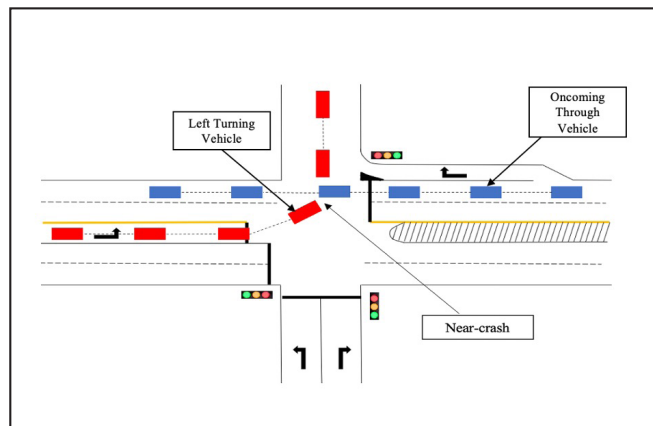 Oncoming
Through
Vehicle
Left Turning
Vehicle
Near-crash